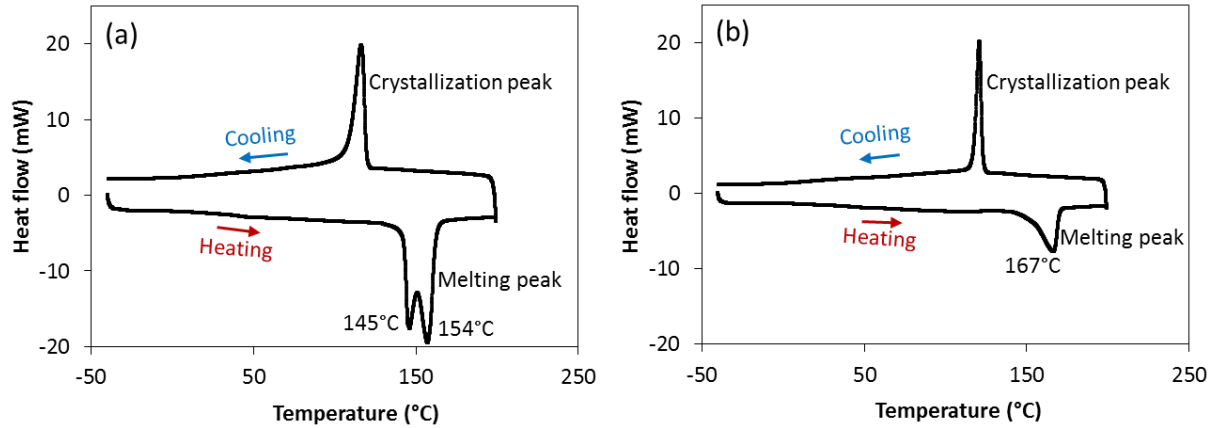 (a)
20
10
0
-10
-20
-50
50
150
250
Heat flow (mW)
Temperature (°C)
Crystallization peak
Cooling
Heating
Melting peak
145°C
154°C
(b)
20
10
0
-10
-20
-50
50
150
250
Heat flow (mW)
Temperature (°C)
Crystallization peak
Cooling
Heating
Melting peak
167°C